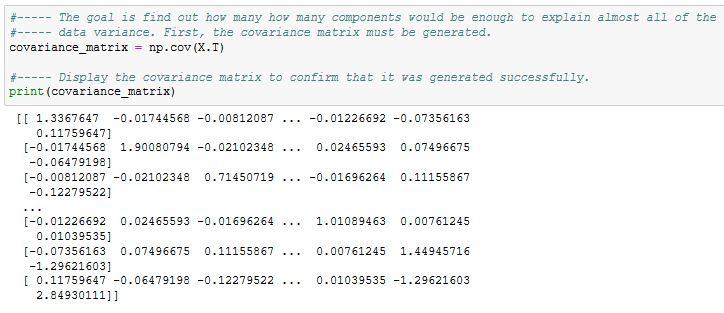 #----- The goal is find out how many how many components would be enough to explain almost all of the
#----- data variance. First, the covariance matrix must be generated.
covariance_matrix = np.cov(X.T)
#----- Display the covariance matrix to confirm that it was generated successfully.
print(covariance_matrix)
[[ 1.3367647  -0.01744568 -0.00812087 ... -0.01226692 -0.07356163
   0.11759647]
 [-0.01744568  1.90080794 -0.02102348 ...  0.02465593  0.07496675
  -0.06479198]
 [-0.00812087 -0.02102348  0.71450719 ... -0.01696264  0.11155867
  -0.12279522]
 ...
 [-0.01226692  0.02465593 -0.01696264 ...  1.01089463  0.00761245
   0.01039535]
 [-0.07356163  0.07496675  0.11155867 ...  0.00761245  1.44945716
  -1.29621603]
 [ 0.11759647 -0.06479198 -0.12279522 ...  0.01039535 -1.29621603
   2.84930111]]